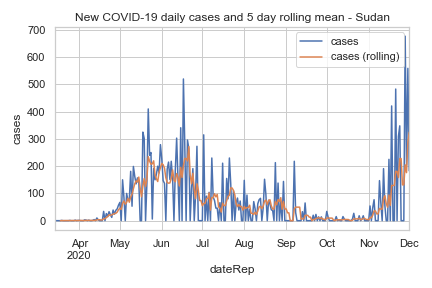 New COVID-19 daily cases and 5 day rolling mean - Sudan
cases
cases (rolling)
700
600
500
400
300
200
100
0
cases
Apr May Jun Jul Aug Sep Oct Nov Dec
2020
dateRep